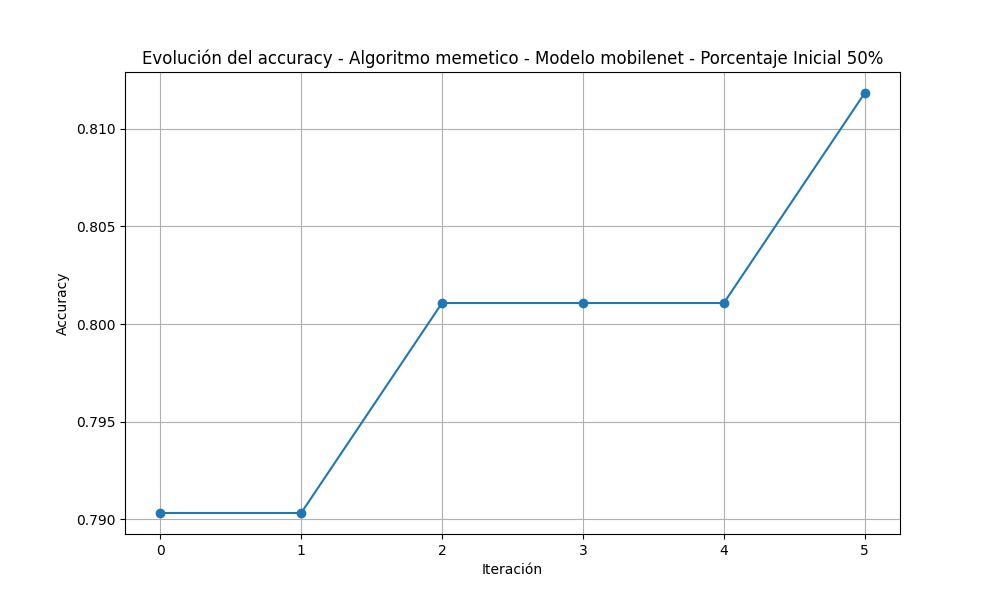 Evolución del accuracy - Algoritmo memetico - Modelo mobilenet - Porcentaje Inicial 50%
0.810
0.805
0.800
0.795
0.790
Accuracy
0 1 2 3 4 5
Iteración